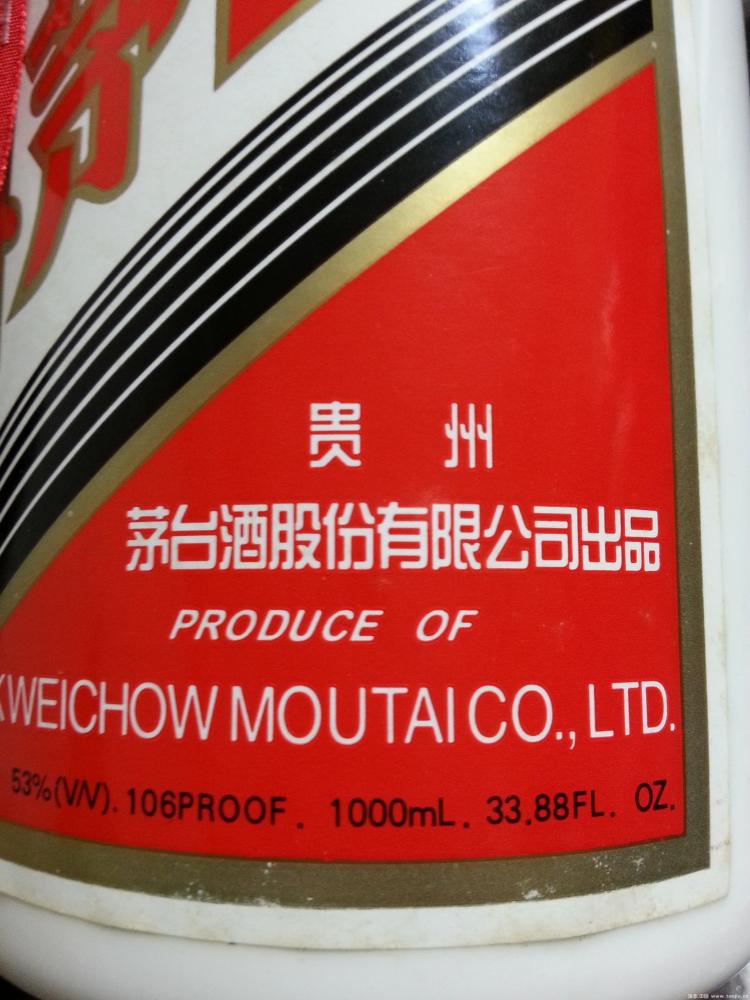 茅
贵州
茅台酒股份有限公司出品
PRODUCE OF
KWEICHOW MOUTAI CO., LTD.
53%(V/V). 106PROOF. 1000mL. 33.88FL. OZ.